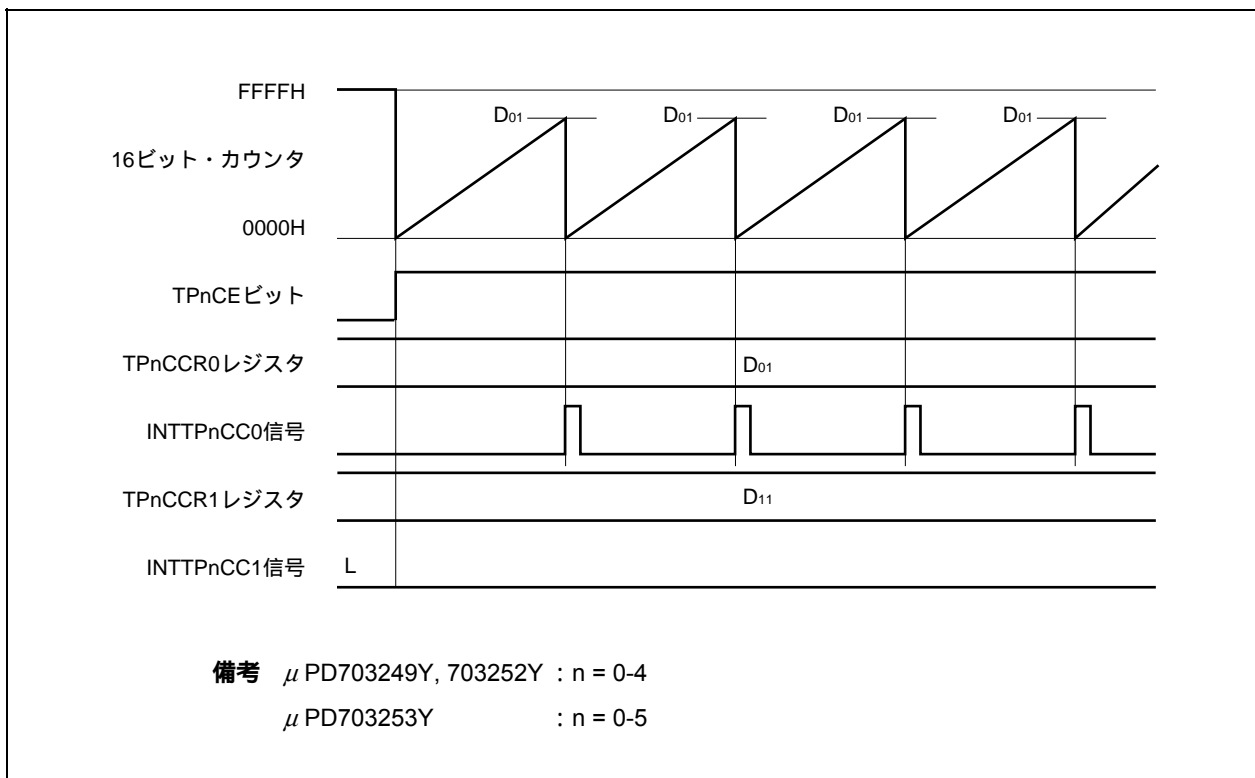 FFFFH
D01 D01 D01 D01
16ビット・カウンタ
0000H
TPnCEビット
TPnCCR0レジスタ D01
INTTPnCC0信号
TPnCCR1レジスタ D11
INTTPnCC1信号 L
備考 μPD703249Y, 703252Y : n = 0-4
μPD703253Y : n = 0-5